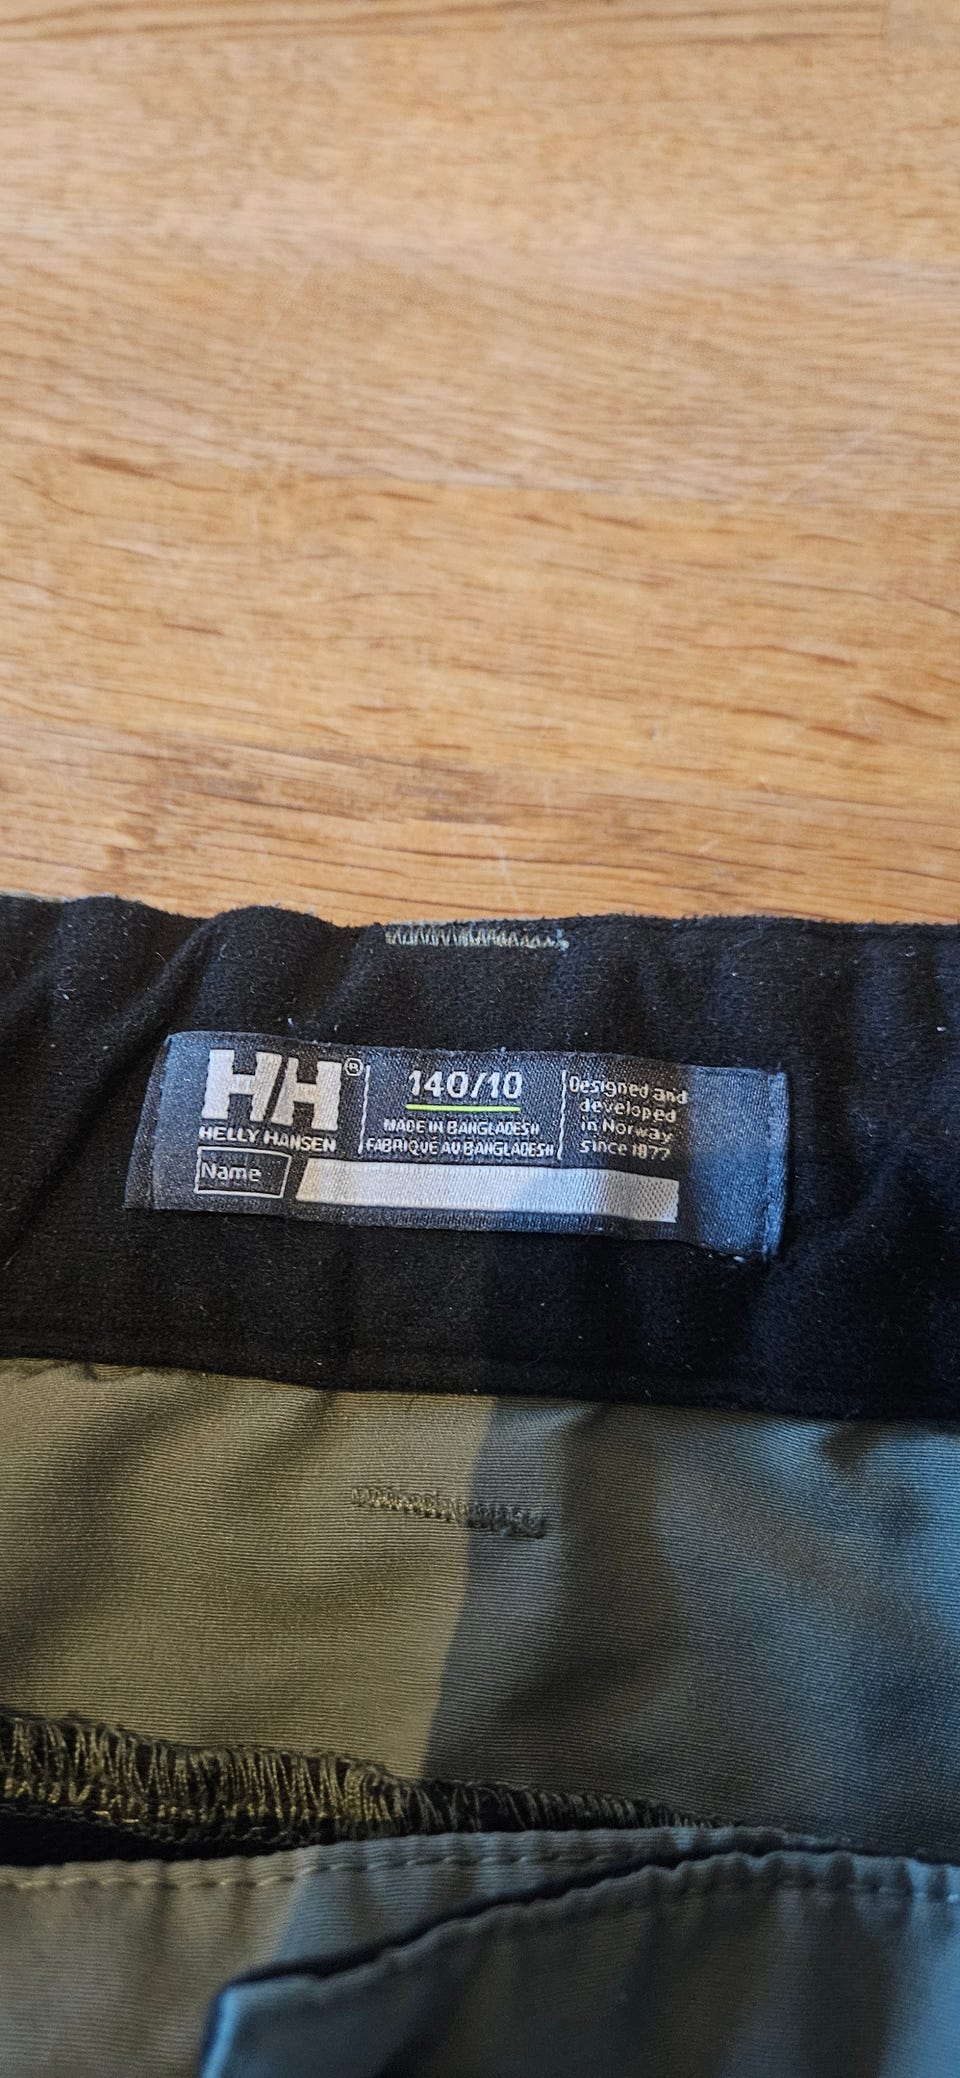 HH®
HELLY HANSEN
140/10
MADE IN BANGLADESH
FABRIQUÉ AU BANGLADESH
Designed and
developed
in Norway
since 1877
Name